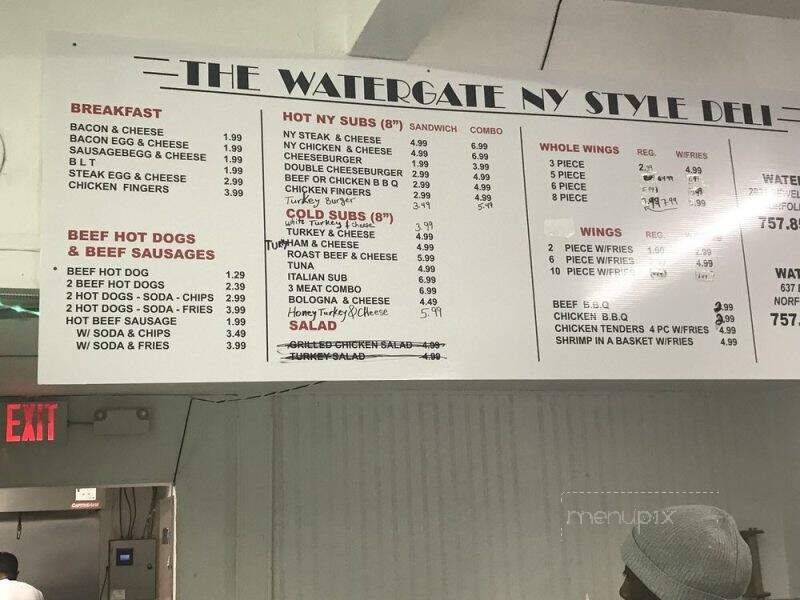 THE WATERGATE NY STYLE DELI
BREAKFAST
BACON & CHEESE 1.99
BACON EGG & CHEESE 1.99
SAUSAGEBEGG & CHEESE 1.99
B L T 1.99
STEAK EGG & CHEESE 2.99
CHICKEN FINGERS 3.99
BEEF HOT DOGS
& BEEF SAUSAGES
BEEF HOT DOG 1.29
2 BEEF HOT DOGS 2.39
2 HOT DOGS - SODA - CHIPS 2.99
2 HOT DOGS - SODA - FRIES 3.99
HOT BEEF SAUSAGE 1.99
W/ SODA & CHIPS 3.49
W/ SODA & FRIES 3.99
HOT NY SUBS (8") SANDWICH COMBO
NY STEAK & CHEESE 4.99 6.99
NY CHICKEN & CHEESE 4.99 6.99
CHEESEBURGER 1.99 3.99
DOUBLE CHEESEBURGER 2.99 4.99
BEEF OR CHICKEN B B Q 2.99 4.99
CHICKEN FINGERS 2.99 4.99
Turkey Burger 3.49 5.49
COLD SUBS (8")
white Turkey & cheese 3.99
TURKEY & CHEESE 4.99
Turkey HAM & CHEESE 4.99
ROAST BEEF & CHEESE 5.99
TUNA 4.99
ITALIAN SUB 6.99
3 MEAT COMBO 6.99
BOLOGNA & CHEESE 4.49
Honey Turkey & Cheese 5.99
SALAD
GRILLED CHICKEN SALAD 4.99
TURKEY SALAD 4.99
WHOLE WINGS REG. W/FRIES
3 PIECE 4.99
5 PIECE
6 PIECE
8 PIECE 7.99
WINGS REG. W/FRIES
2 PIECE W/FRIES 2.99
6 PIECE W/FRIES 4.99
10 PIECE W/FRIES
BEEF B.B.Q 2.99
CHICKEN B.B.Q 2.99
CHICKEN TENDERS 4 PC W/FRIES 4.99
SHRIMP IN A BASKET W/FRIES 4.99
757.8
637
NORF
757.
EXIT
menupix